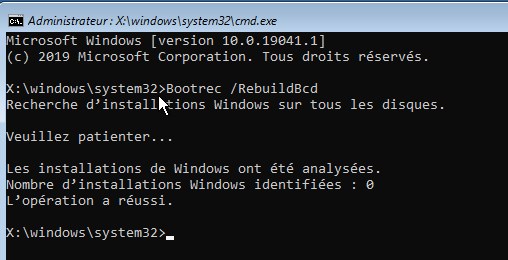 Administrateur : X:\windows\system32\cmd.exe
Microsoft Windows [version 10.0.19041.1]
(c) 2019 Microsoft Corporation. Tous droits réservés.
X:\windows\system32>Bootrec /RebuildBcd
Recherche d’installations Windows sur tous les disques.
Veuillez patienter...
Les installations de Windows ont été analysées.
Nombre d’installations Windows identifiées : 0
L’opération a réussi.
X:\windows\system32>